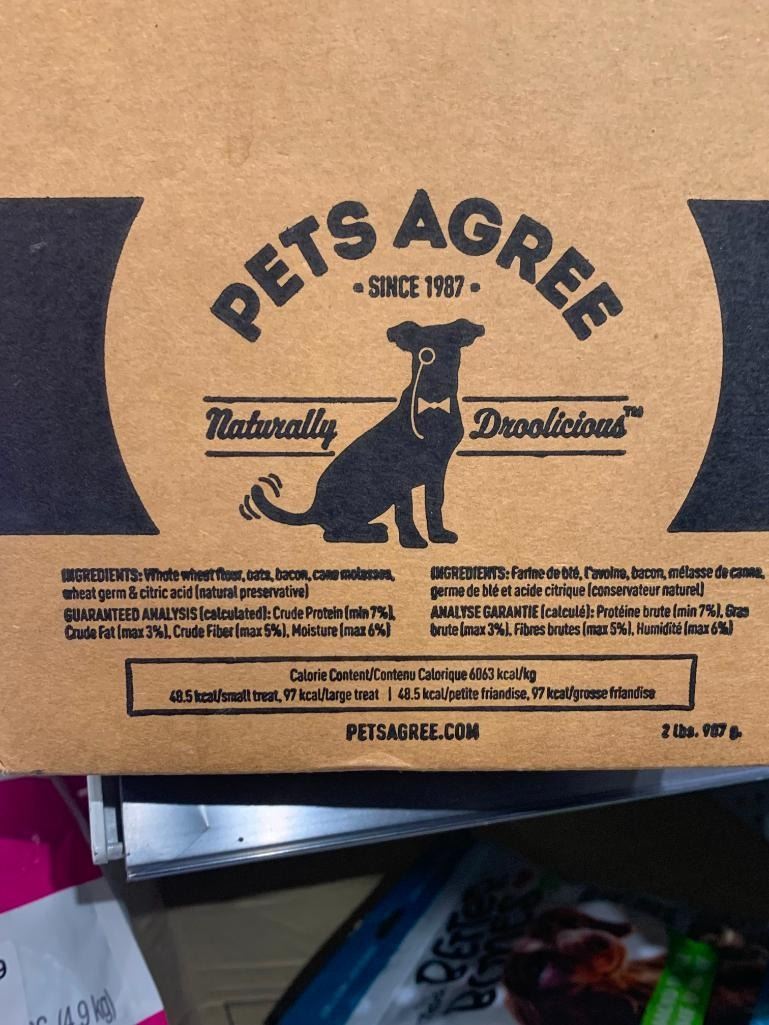 PETS AGREE
• SINCE 1987 •
Naturally Droolicious™
INGREDIENTS: Whole wheat flour, oats, bacon, cane molasses,
wheat germ & citric acid (natural preservative)
GUARANTEED ANALYSIS (calculated): Crude Protein (min 7%),
Crude Fat (max 3%), Crude Fiber (max 5%), Moisture (max 6%)
INGREDIENTS: Farine de blé, l'avoine, bacon, mélasse de canne,
germe de blé et acide citrique (conservateur naturel)
ANALYSE GARANTIE (calculé): Protéine brute (min 7%), Gras
brute (max 3%), Fibres brutes (max 5%), Humidité (max 6%)
Calorie Content/Contenu Calorique 6063 kcal/kg
48.5 kcal/small treat, 97 kcal/large treat | 48.5 kcal/petite friandise, 97 kcal/grosse friandise
PETSAGREE.COM
2 lbs. 907 g.
(4.9 kg)